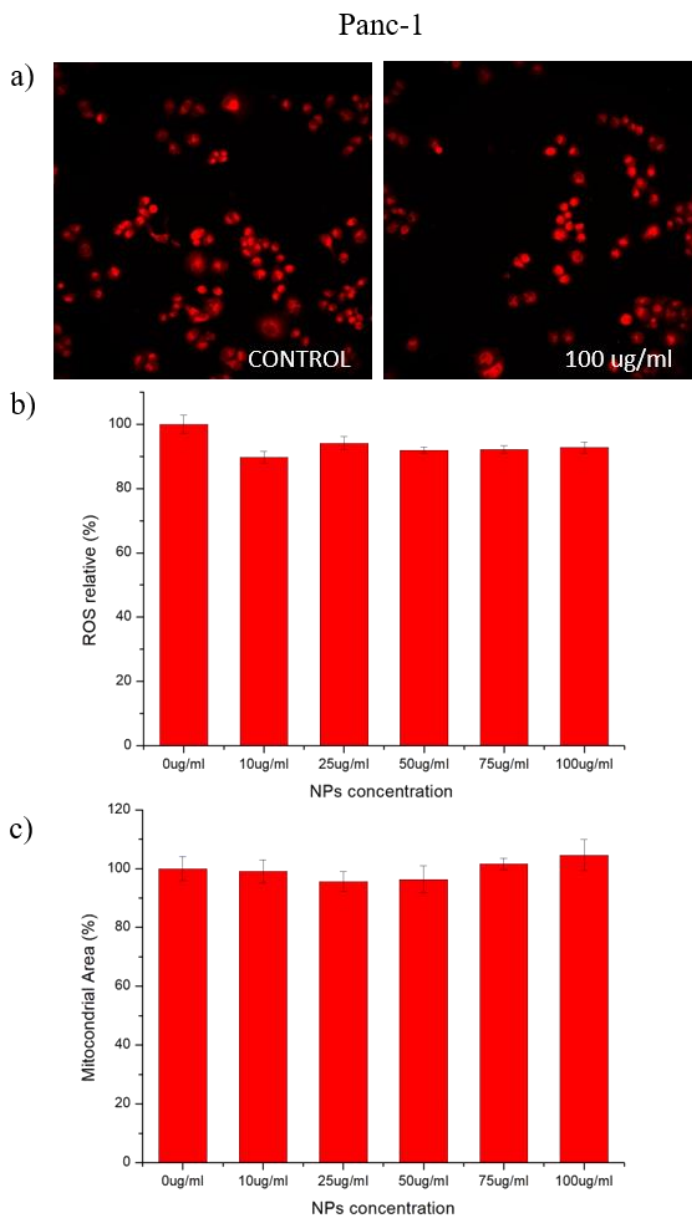 Panc-1
a)
CONTROL
100 ug/ml
b)
100
80
60
40
20
0
ROS relative (%)
0ug/ml 10ug/ml 25ug/ml 50ug/ml 75ug/ml 100ug/ml
NPs concentration
c)
120
100
80
60
40
20
0
Mitocondrial Area (%)
0ug/ml 10ug/ml 25ug/ml 50ug/ml 75ug/ml 100ug/ml
NPs concentration